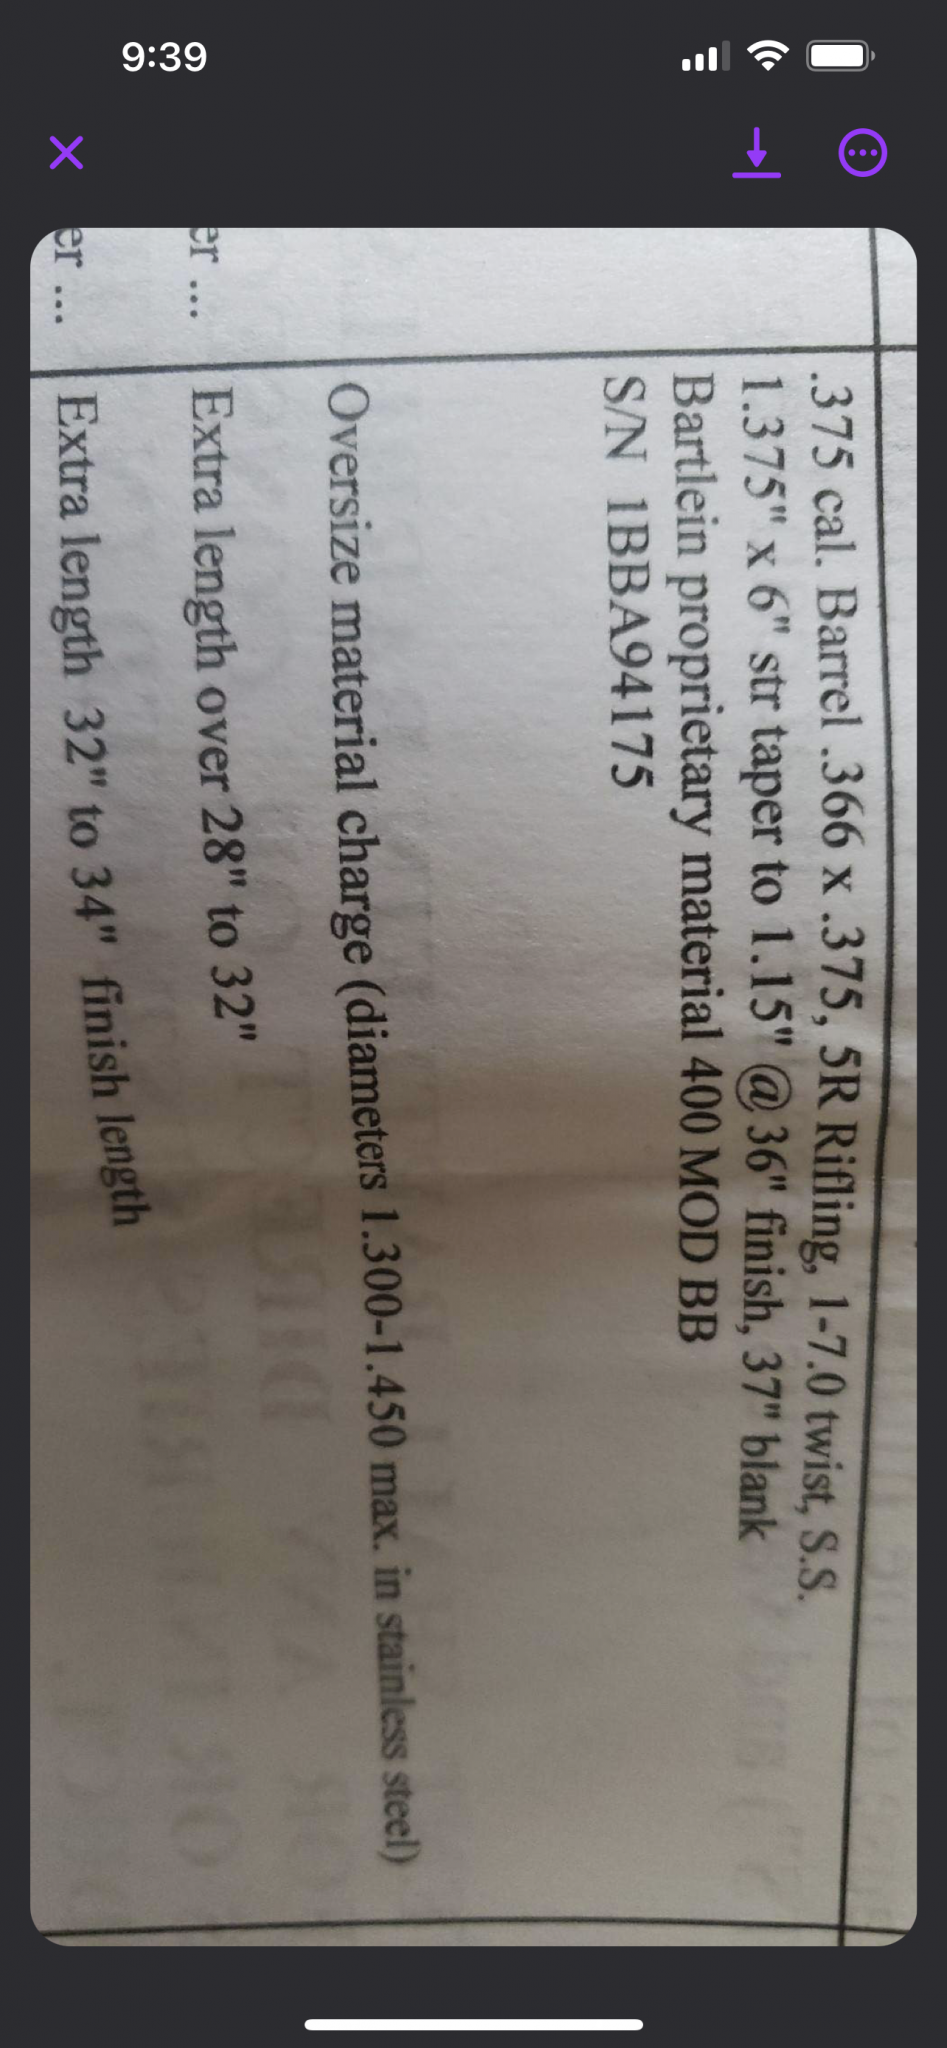 9:39
.375 cal. Barrel .366 x .375, 5R Rifling, 1-7.0 twist, S.S.
1.375" x 6" str taper to 1.15" @ 36" finish, 37" blank
Bartlein proprietary material 400 MOD BB
S/N 1BBA94175
Oversize material charge (diameters 1.300-1.450 max. in stainless steel)
er ... Extra length over 28" to 32"
er ... Extra length 32" to 34" finish length